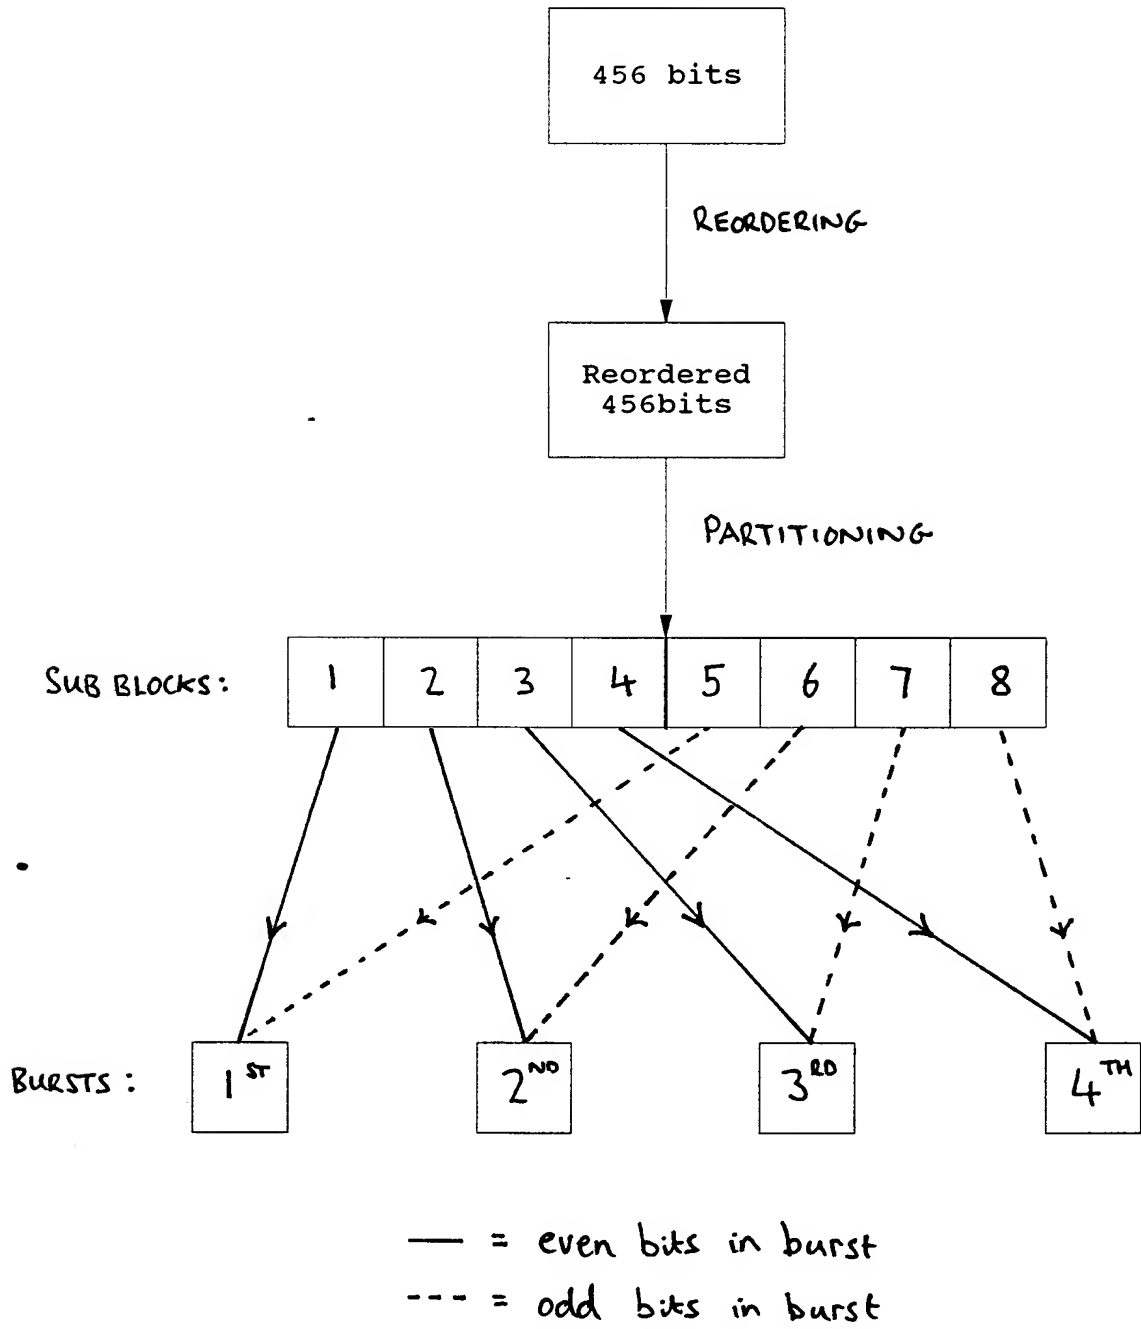 456 bits
REORDERING
Reordered
456bits
PARTITIONING
SUB BLOCKS: 1 2 3 4 5 6 7 8
BURSTS: 1ST 2ND 3RD 4TH
— = even bits in burst
--- = odd bits in burst